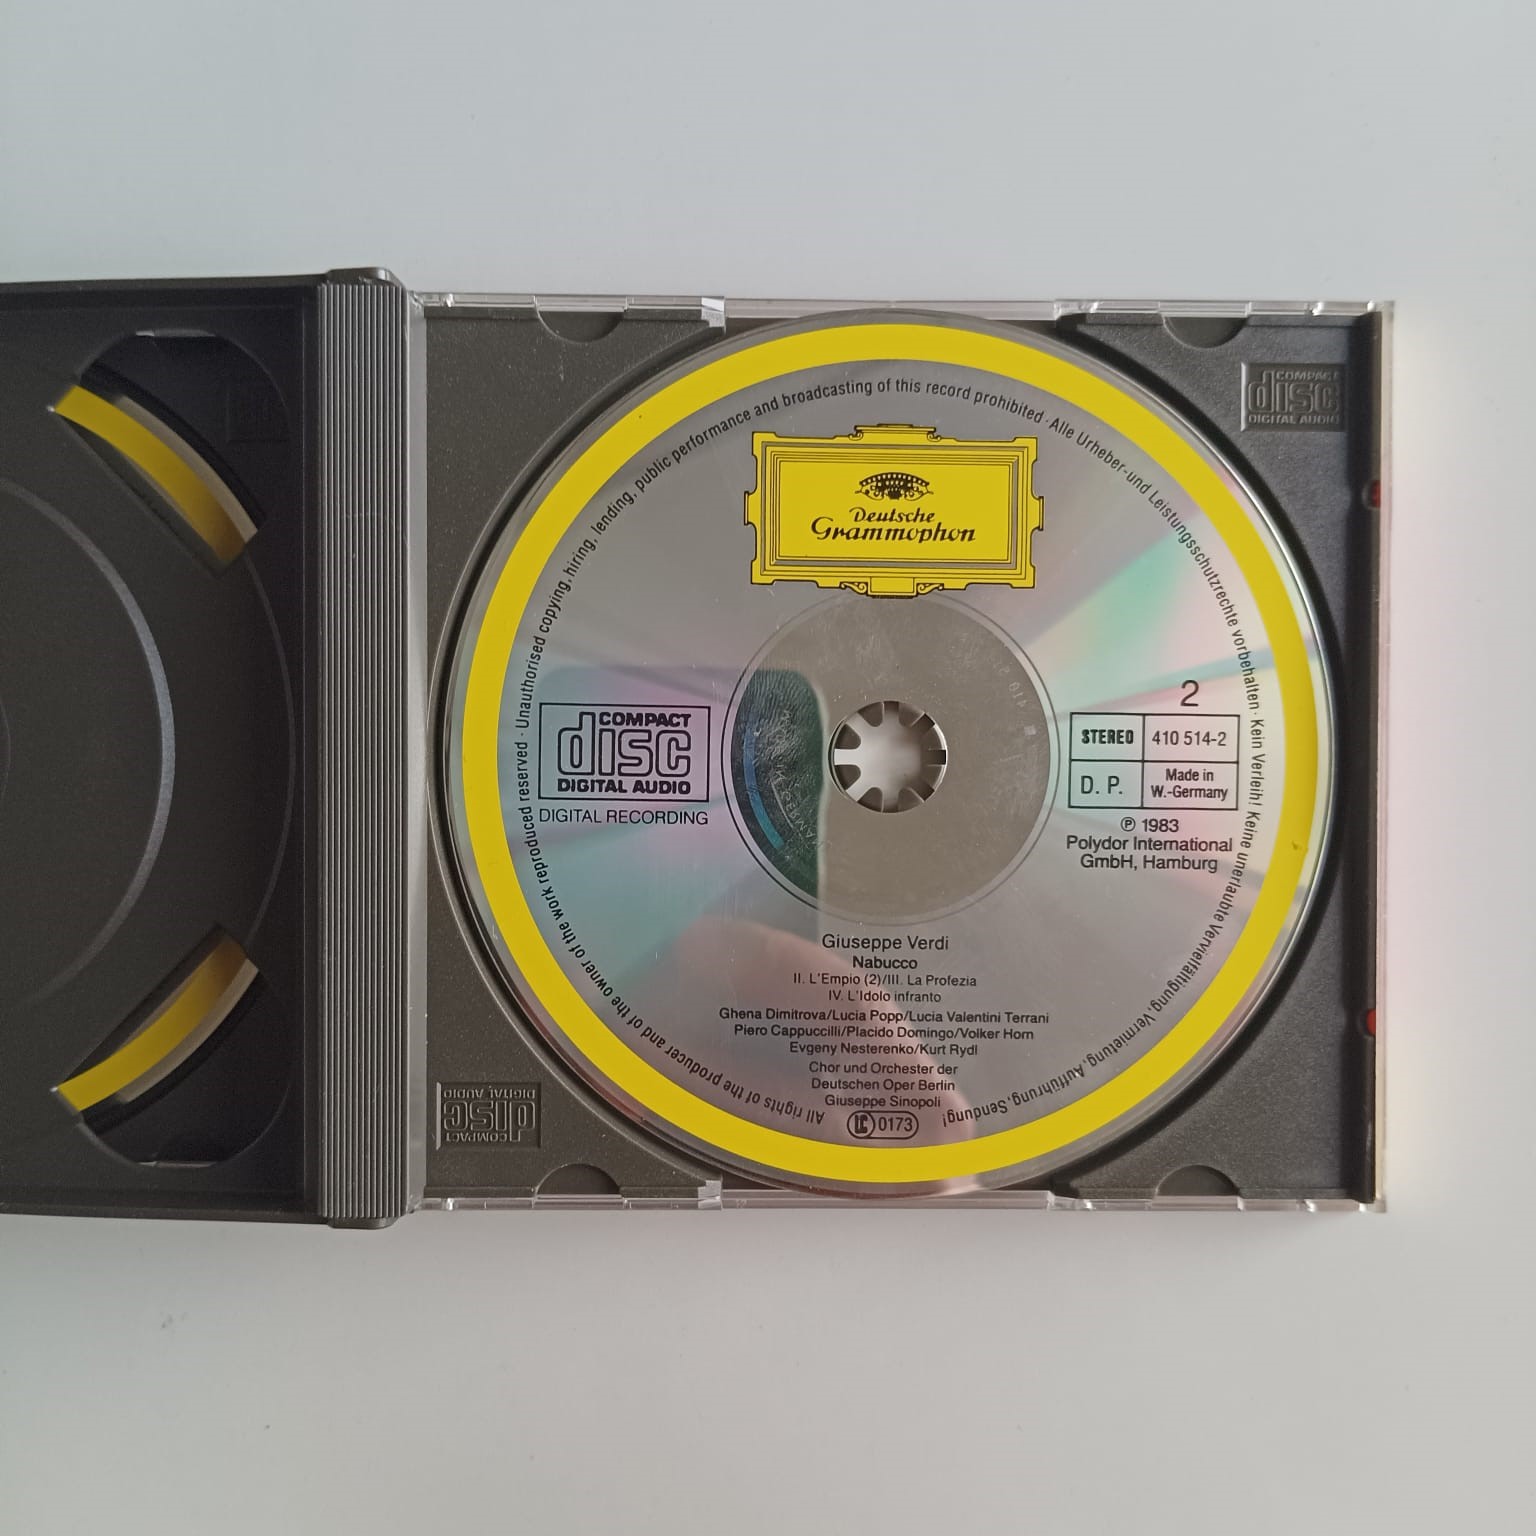 COMPACT
disc
DIGITAL AUDIO
All rights of the producer and of the owner of the work reproduced reserved · Unauthorised copying, hiring, lending, public performance and broadcasting of this record prohibited · Alle Urheber- und Leistungsschutzrechte vorbehalten · Kein Verleih! Keine unerlaubte Vervielfältigung, Vermietung, Aufführung, Sendung!
Deutsche
Grammophon
COMPACT
disc
DIGITAL AUDIO
DIGITAL RECORDING
2
STEREO 410 514-2
D. P. Made in
W.-Germany
℗ 1983
Polydor International
GmbH, Hamburg
Giuseppe Verdi
Nabucco
II. L'Empio (2)/III. La Profezia
IV. L'Idolo infranto
Ghena Dimitrova/Lucia Popp/Lucia Valentini Terrani
Piero Cappuccilli/Placido Domingo/Volker Horn
Evgeny Nesterenko/Kurt Rydl
Chor und Orchester der
Deutschen Oper Berlin
Giuseppe Sinopoli
LC 0173
COMPACT
disc
DIGITAL AUDIO